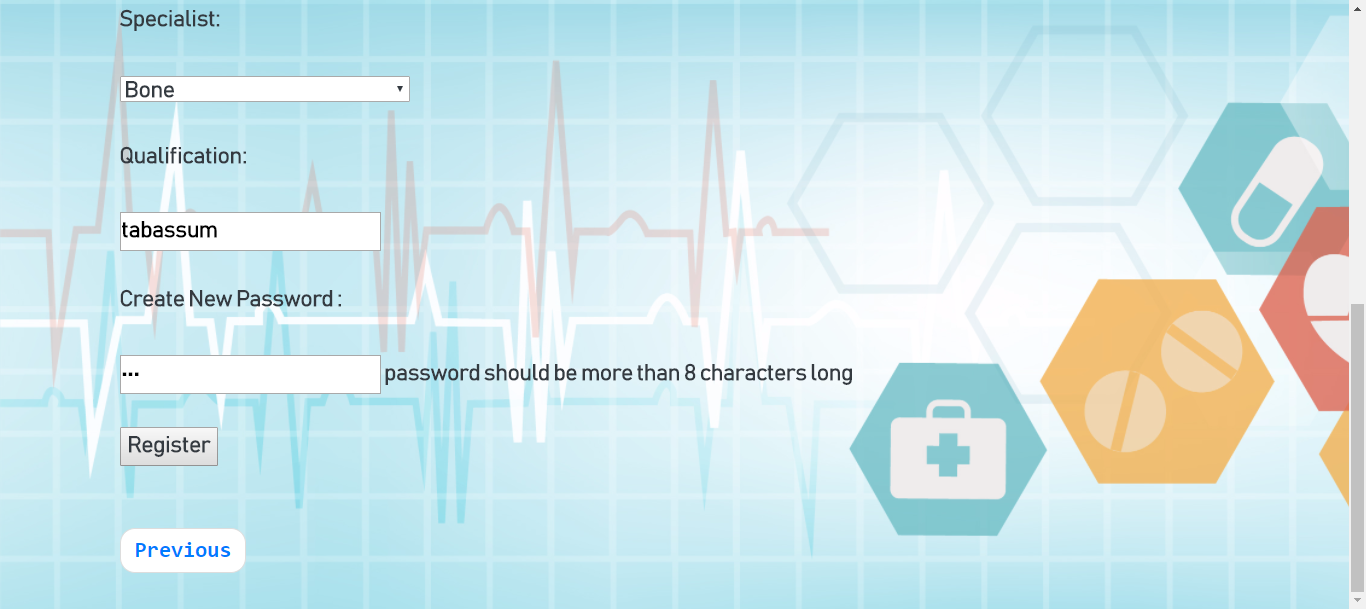 Specialist:
Bone
Qualification:
tabassum
Create New Password :
••• password should be more than 8 characters long
Register
Previous